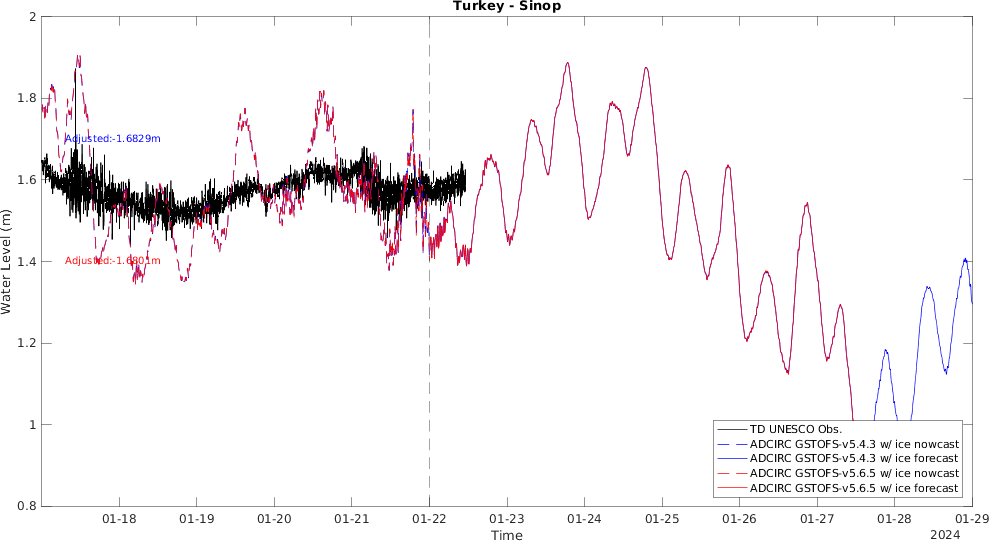 Turkey - Sinop
2
1.8
1.6
1.4
1.2
1
0.8
Water Level (m)
Adjusted:-1.6829m
Adjusted:-1.6801m
TD UNESCO Obs.
ADCIRC GSTOFS-v5.4.3 w/ ice nowcast
ADCIRC GSTOFS-v5.4.3 w/ ice forecast
ADCIRC GSTOFS-v5.6.5 w/ ice nowcast
ADCIRC GSTOFS-v5.6.5 w/ ice forecast
01-18 01-19 01-20 01-21 01-22 01-23 01-24 01-25 01-26 01-27 01-28 01-29
Time
2024